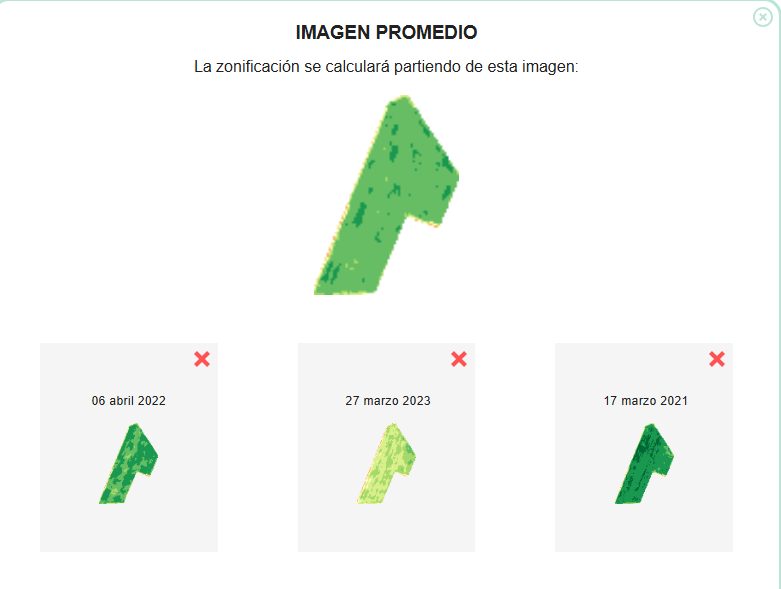 IMAGEN PROMEDIO
La zonificación se calculará partiendo de esta imagen:
06 abril 2022
27 marzo 2023
17 marzo 2021